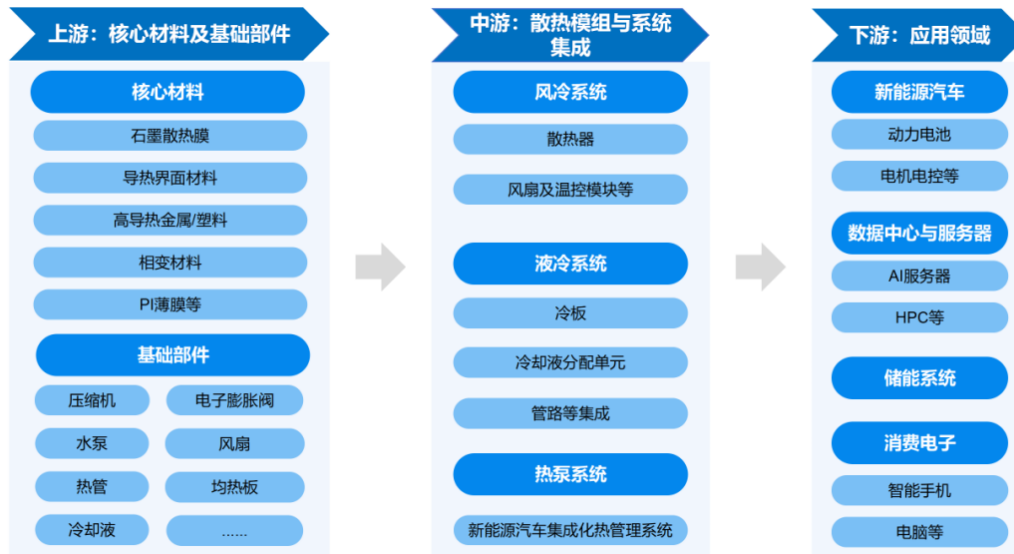 上游：核心材料及基础部件
核心材料
石墨散热膜
导热界面材料
高导热金属/塑料
相变材料
PI薄膜等
基础部件
压缩机
电子膨胀阀
水泵
风扇
热管
均热板
冷却液
......
中游：散热模组与系统
集成
风冷系统
散热器
风扇及温控模块等
液冷系统
冷板
冷却液分配单元
管路等集成
热泵系统
新能源汽车集成化热管理系统
下游：应用领域
新能源汽车
动力电池
电机电控等
数据中心与服务器
AI服务器
HPC等
储能系统
消费电子
智能手机
电脑等